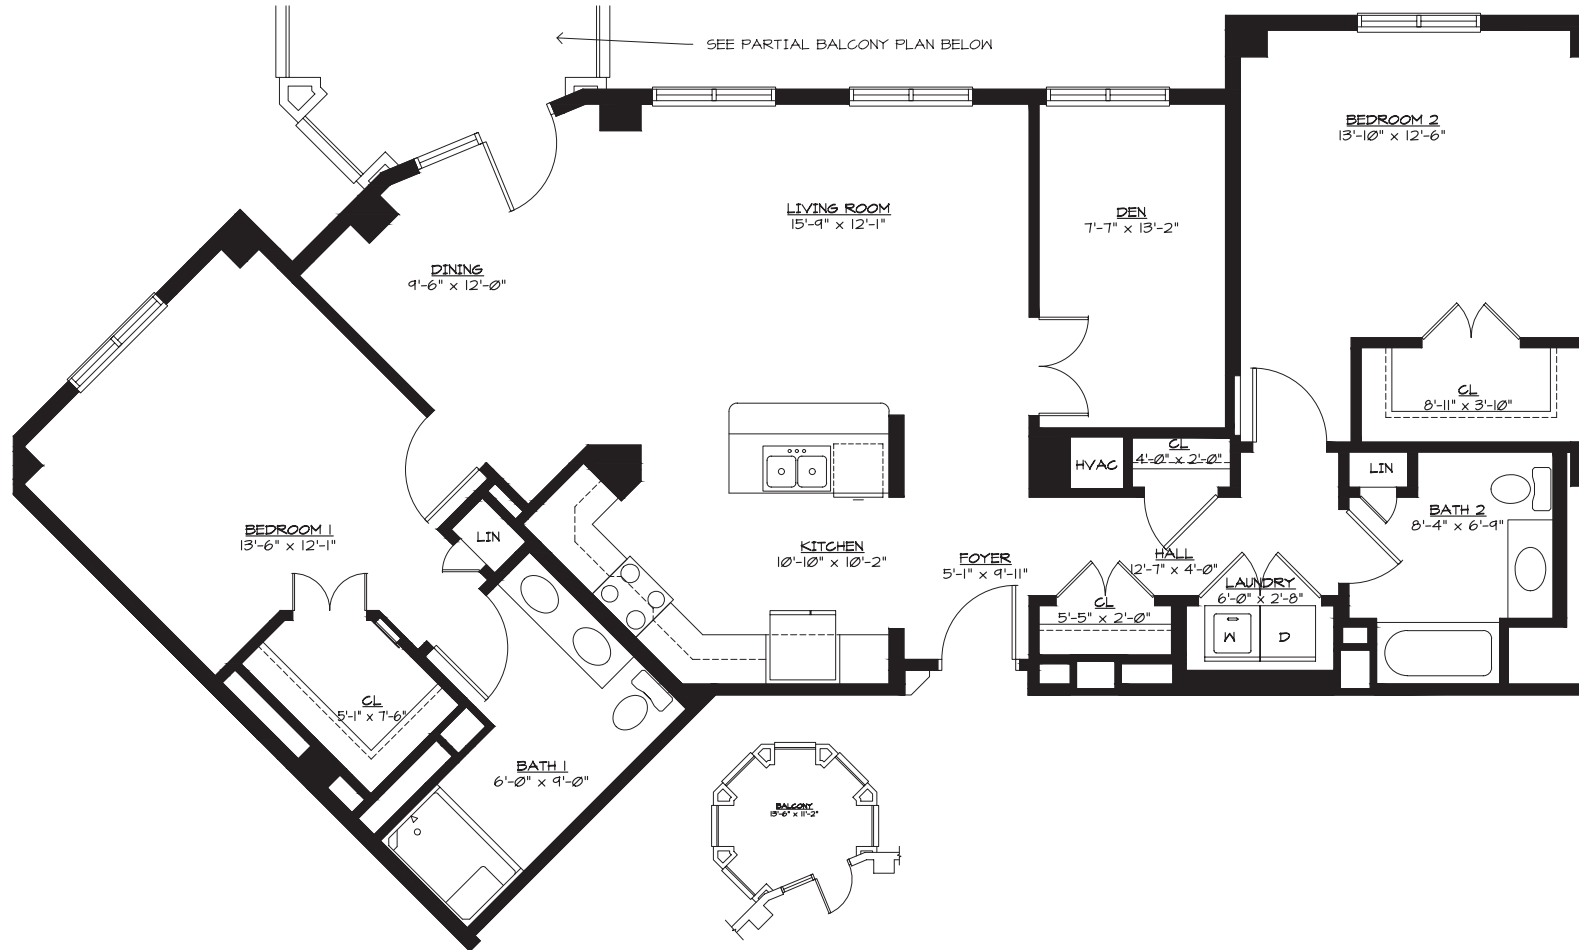 SEE PARTIAL BALCONY PLAN BELOW
BEDROOM 2
13'-10" x 12'-6"
LIVING ROOM
15'-9" x 12'-1"
DEN
7'-7" x 13'-2"
DINING
9'-6" x 12'-0"
CL
8'-11" x 3'-10"
CL
4'-0" x 2'-0"
HVAC
LIN
BATH 2
8'-4" x 6'-9"
BEDROOM 1
13'-6" x 12'-1"
LIN
KITCHEN
10'-10" x 10'-2"
FOYER
5'-1" x 9'-11"
HALL
12'-7" x 4'-0"
LAUNDRY
6'-0" x 2'-8"
CL
5'-5" x 2'-0"
W
D
CL
5'-1" x 7'-6"
BATH 1
6'-0" x 9'-0"
BALCONY
13'-6" x 11'-2"